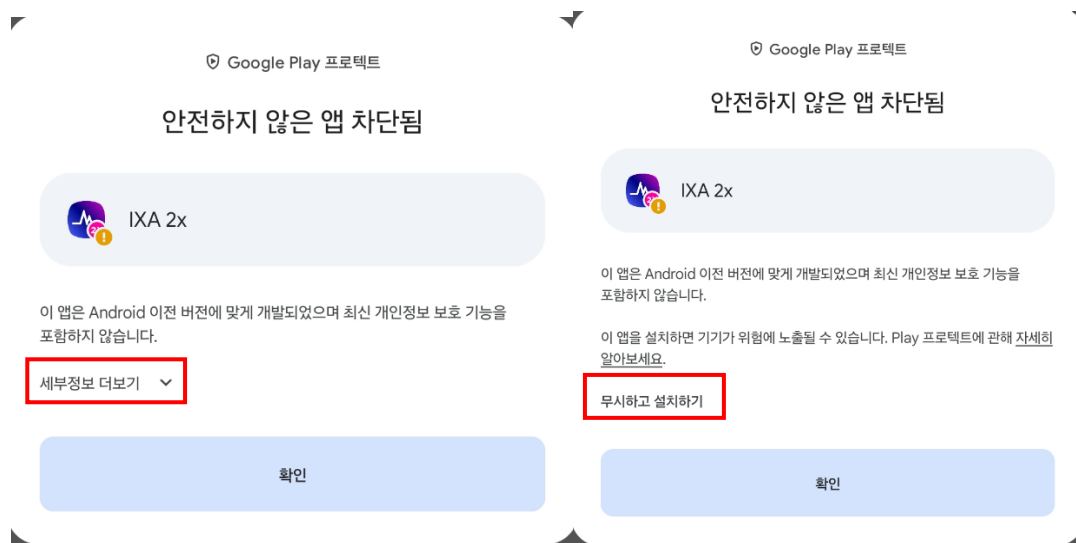 Google Play 프로텍트
안전하지 않은 앱 차단됨
IXA 2x
이 앱은 Android 이전 버전에 맞게 개발되었으며 최신 개인정보 보호 기능을
포함하지 않습니다.
세부정보 더보기
확인
Google Play 프로텍트
안전하지 않은 앱 차단됨
IXA 2x
이 앱은 Android 이전 버전에 맞게 개발되었으며 최신 개인정보 보호 기능을
포함하지 않습니다.
이 앱을 설치하면 기기가 위험에 노출될 수 있습니다. Play 프로텍트에 관해 자세히
알아보세요.
무시하고 설치하기
확인